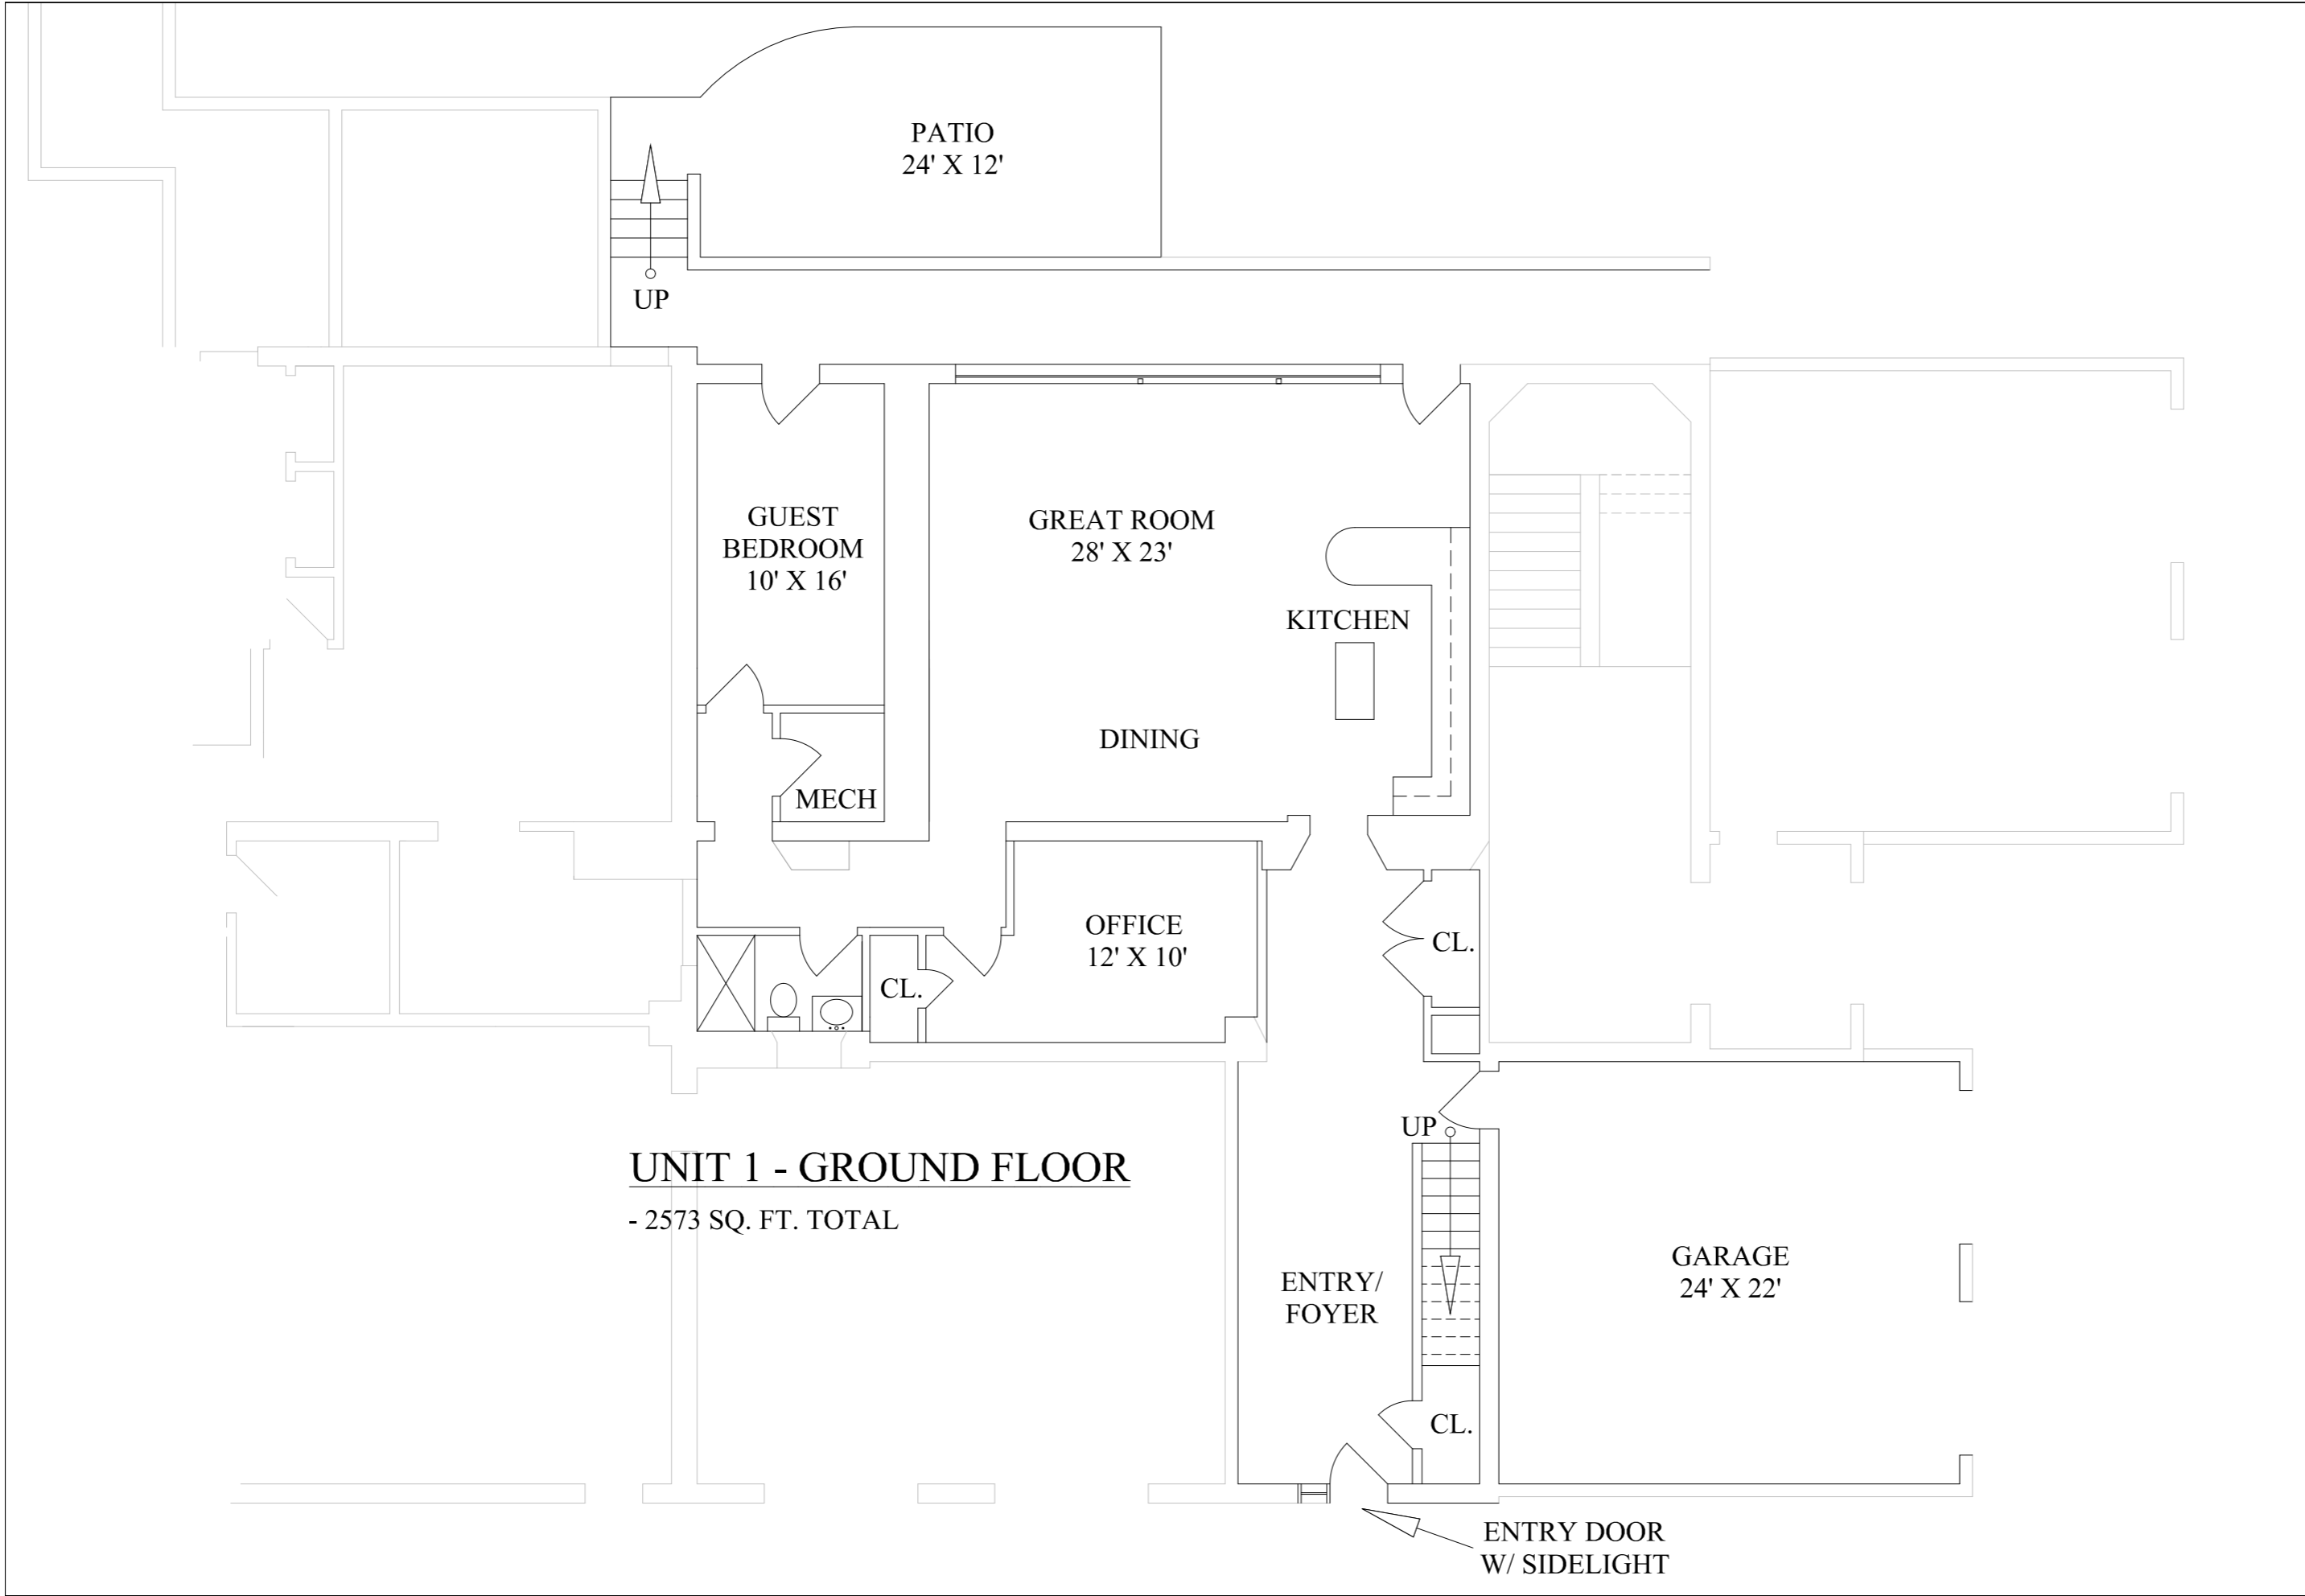 PATIO
24' X 12'
UP
GUEST
BEDROOM
10' X 16'
GREAT ROOM
28' X 23'
KITCHEN
DINING
MECH
OFFICE
12' X 10'
CL.
CL.
UP
UNIT 1 - GROUND FLOOR
- 2573 SQ. FT. TOTAL
ENTRY/
FOYER
GARAGE
24' X 22'
CL.
ENTRY DOOR
W/ SIDELIGHT